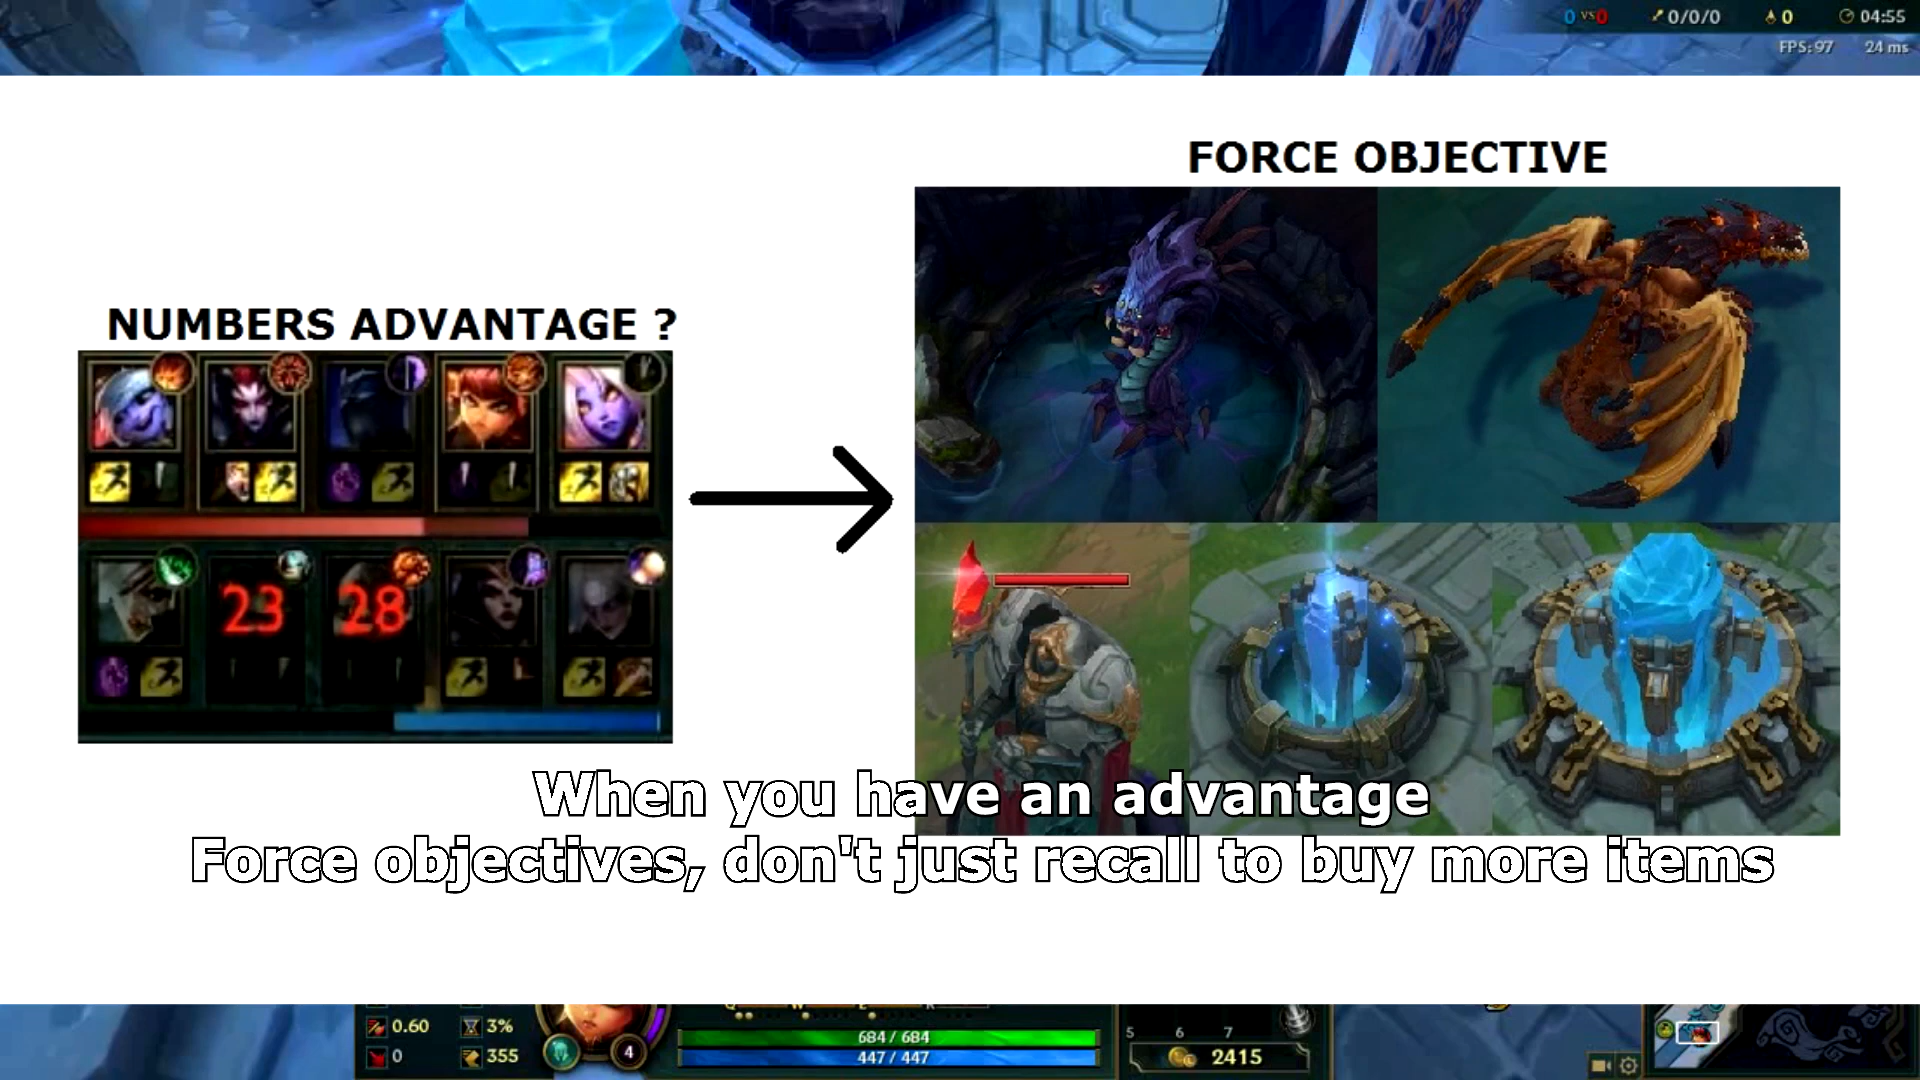 0 vs 0 0/0/0 0 04:55
FPS: 97 24 ms
FORCE OBJECTIVE
NUMBERS ADVANTAGE ?
23 28
When you have an advantage
Force objectives, don't just recall to buy more items
0.60 3%
0 355
4
684 / 684
447 / 447
5 6 7
2415